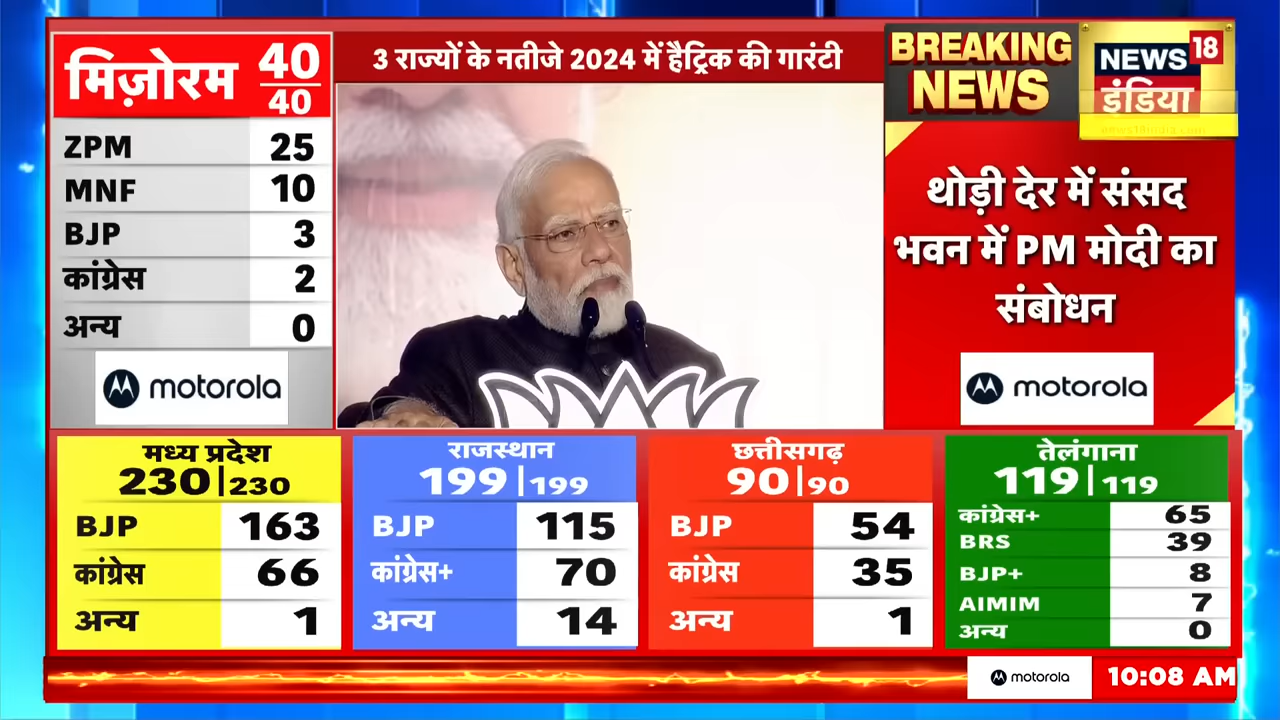 मिज़ोरम
40
40
ZPM 25
MNF 10
BJP 3
कांग्रेस 2
अन्य 0
motorola
3 राज्यों के नतीजे 2024 में हैट्रिक की गारंटी
BREAKING
NEWS
NEWS 18
इंडिया
news18india.com
थोड़ी देर में संसद
भवन में PM मोदी का
संबोधन
motorola
मध्य प्रदेश
230|230
BJP 163
कांग्रेस 66
अन्य 1
राजस्थान
199|199
BJP 115
कांग्रेस+ 70
अन्य 14
छत्तीसगढ़
90|90
BJP 54
कांग्रेस 35
अन्य 1
तेलंगाना
119|119
कांग्रेस+ 65
BRS 39
BJP+ 8
AIMIM 7
अन्य 0
motorola
10:08 AM